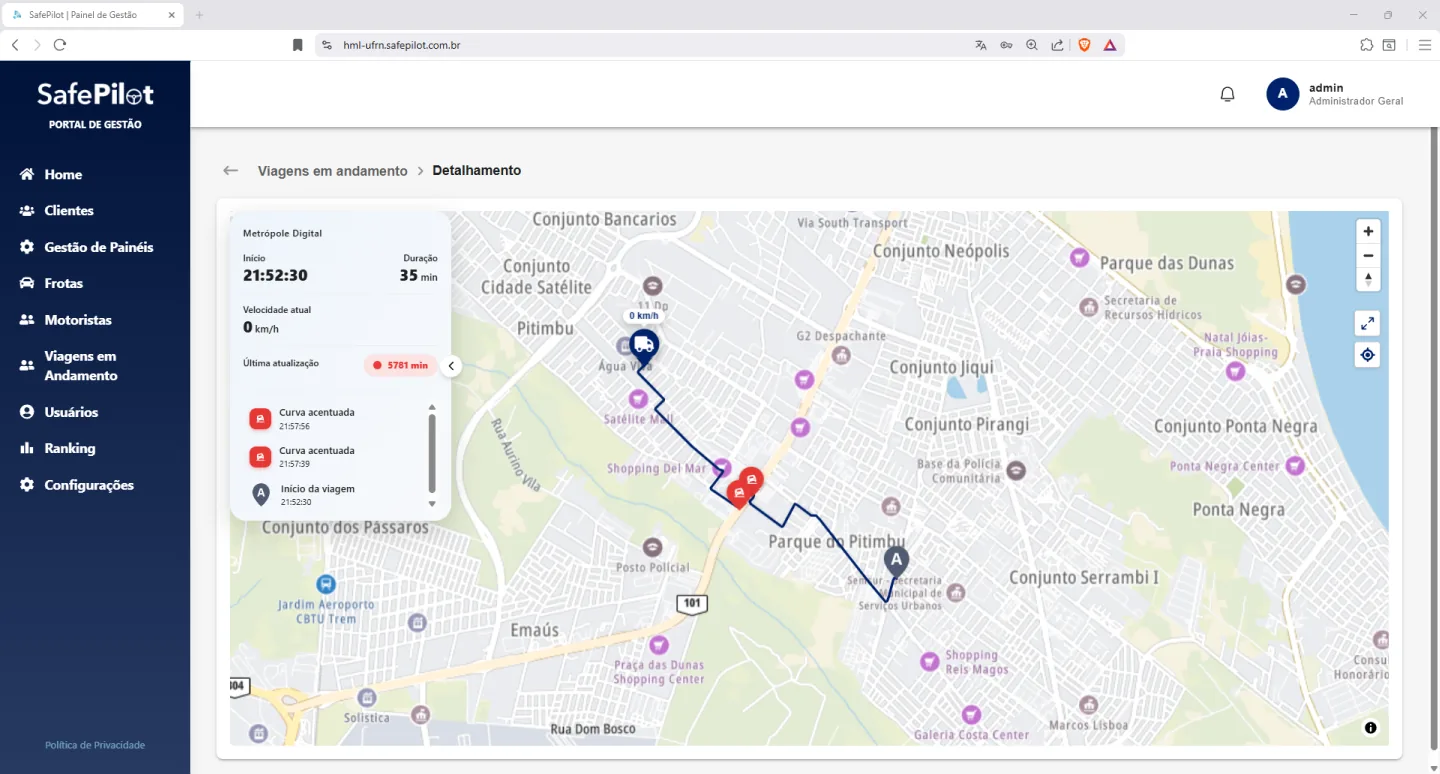 SafePilot | Painel de Gestão
hml-ufrn.safepilot.com.br
SafePilot
PORTAL DE GESTÃO
Home
Clientes
Gestão de Painéis
Frotas
Motoristas
Viagens em
Andamento
Usuários
Ranking
Configurações
Política de Privacidade
A
admin
Administrador Geral
Viagens em andamento
Detalhamento
Metrópole Digital
Início
Duração
21:52:30
35 min
Velocidade atual
0 km/h
Última atualização
5781 min
Curva acentuada
21:57:56
Curva acentuada
21:57:39
A
Início da viagem
21:52:30
Conjunto Bancarios
Via South Transport
Conjunto Neópolis
Parque das Dunas
Conjunto
Cidade Satélite
11 Dp
0 km/h
Secretaria de
Recursos Hídricos
Pitimbu
G2 Despachante
Natal Jóias-
Praia Shopping
Conjunto Jiqui
Satélite Mall
Conjunto Pirangi
Conjunto Ponta Negra
Rua Aurino Vila
Shopping Del Mar
Base da Polícia
Comunitária
Ponta Negra Center
Ponta Negra
Conjunto dos Pássaros
Parque do Pitimbu
A
Posto Policial
Semsur - Secretaria
Municipal de
Serviços Urbanos
Conjunto Serrambi I
Jardim Aeroporto
CBTU Trem
101
Emaús
Praça das Dunas
Shopping Center
Shopping
Reis Magos
Solistica
Rua Dom Bosco
Marcos Lisboa
Galeria Costa Center